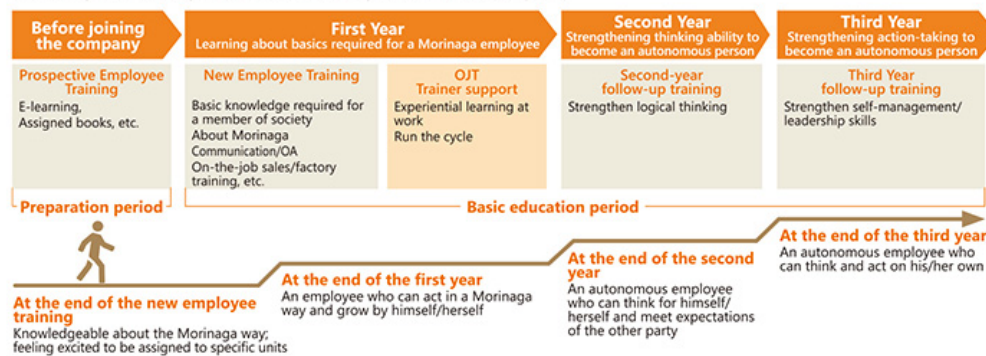 Before joining
the company
First Year
Learning about basics required for a Morinaga employee
Second Year
Strengthening thinking ability to
become an autonomous person
Third Year
Strengthening action-taking to
become an autonomous person
Prospective Employee
Training
E-learning,
Assigned books, etc.
New Employee Training
Basic knowledge required for
a member of society
About Morinaga
Communication/OA
On-the-job sales/factory
training, etc.
OJT
Trainer support
Experiential learning at
work
Run the cycle
Second-year
follow-up training
Strengthen logical thinking
Third Year
follow-up training
Strengthen self-management/
leadership skills
Preparation period
Basic education period
At the end of the new employee
training
Knowledgeable about the Morinaga way;
feeling excited to be assigned to specific units
At the end of the first year
An employee who can act in a Morinaga
way and grow by himself/herself
At the end of the second
year
An autonomous employee
who can think for himself/
herself and meet expectations
of the other party
At the end of the third year
An autonomous employee who
can think and act on his/her own